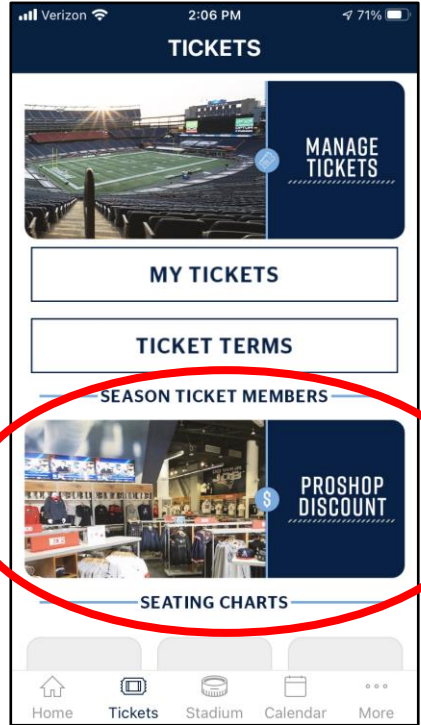 Verizon 2:06 PM 71%
TICKETS
MANAGE
TICKETS
MY TICKETS
TICKET TERMS
SEASON TICKET MEMBERS
PROSHOP
DISCOUNT
$
SEATING CHARTS
Home Tickets Stadium Calendar More